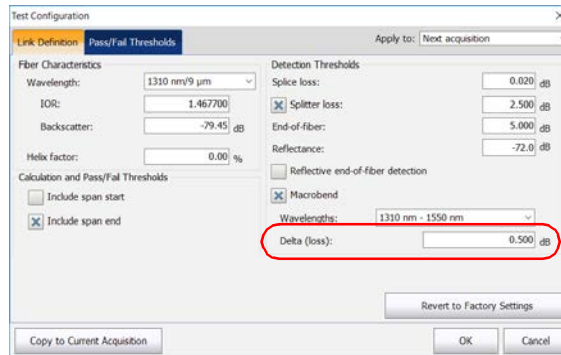 Test Configuration
Link Definition Pass/Fail Thresholds Apply to: Next acquisition
Fiber Characteristics
Wavelength: 1310 nm/9 µm
IOR: 1.467700
Backscatter: -79.45 dB
Helix factor: 0.00 %
Calculation and Pass/Fail Thresholds
Include span start
Include span end
Detection Thresholds
Splice loss: 0.020 dB
Splitter loss: 2.500 dB
End-of-fiber: 5.000 dB
Reflectance: -72.0 dB
Reflective end-of-fiber detection
Macrobend
Wavelengths: 1310 nm - 1550 nm
Delta (loss): 0.500 dB
Revert to Factory Settings
Copy to Current Acquisition OK Cancel